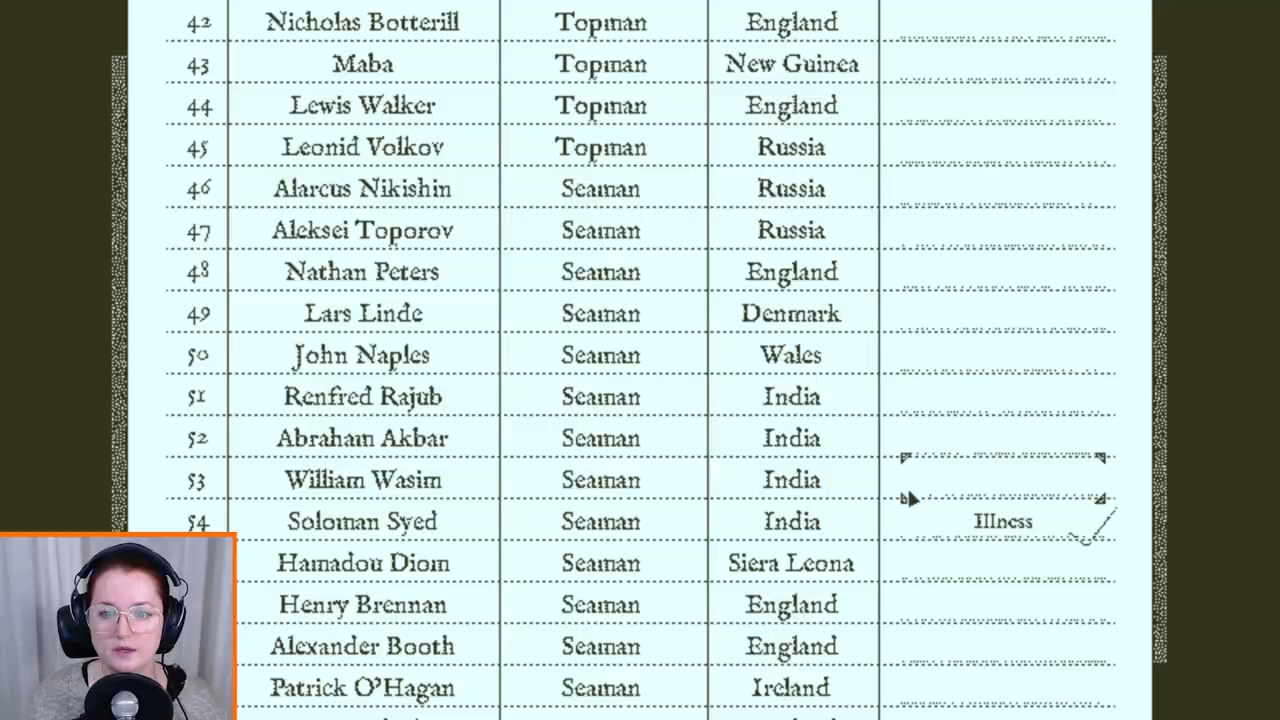 42 Nicholas Botterill Topman England
43 Maba Topman New Guinea
44 Lewis Walker Topman England
45 Leonid Volkov Topman Russia
46 Alarcus Nikishin Seaman Russia
47 Aleksei Toporov Seaman Russia
48 Nathan Peters Seaman England
49 Lars Linde Seaman Denmark
50 John Naples Seaman Wales
51 Renfred Rajub Seaman India
52 Abraham Akbar Seaman India
53 William Wasim Seaman India
54 Soloman Syed Seaman India Illness
Hamadou Diom Seaman Siera Leona
Henry Brennan Seaman England
Alexander Booth Seaman England
Patrick O'Hagan Seaman Ireland